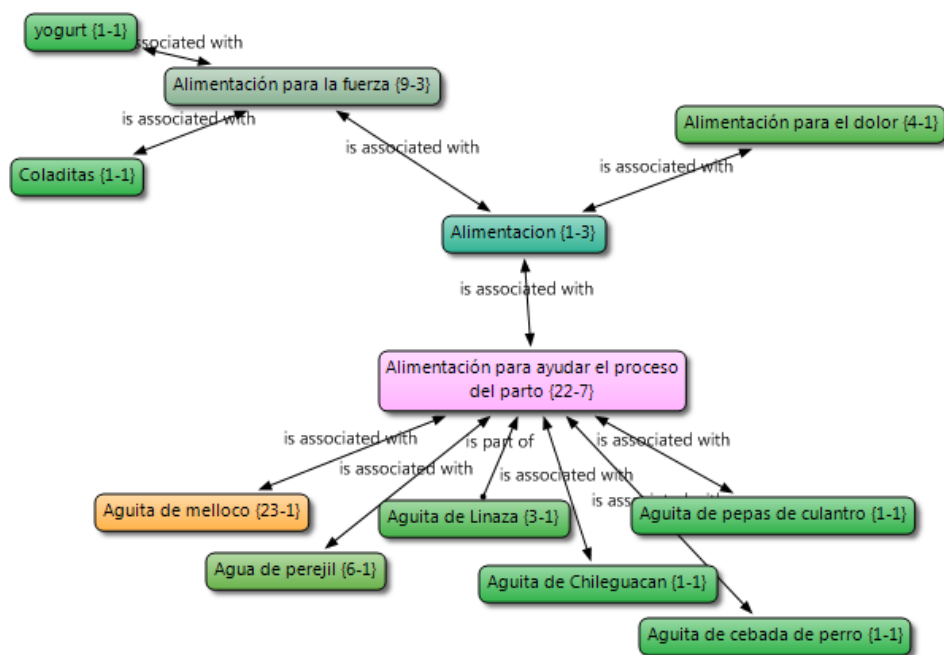 yogurt {1-1}
associated with
Alimentación para la fuerza {9-3}
is associated with
Alimentación para el dolor {4-1}
is associated with
is associated with
Coladitas {1-1}
Alimentacion {1-3}
is associated with
Alimentación para ayudar el proceso
del parto {22-7}
is associated with
is part of
is associated with
is associated with
is associated with
is associated with
Aguita de melloco {23-1}
Aguita de Linaza {3-1}
Aguita de pepas de culantro {1-1}
Agua de perejil {6-1}
Aguita de Chileguacan {1-1}
Aguita de cebada de perro {1-1}